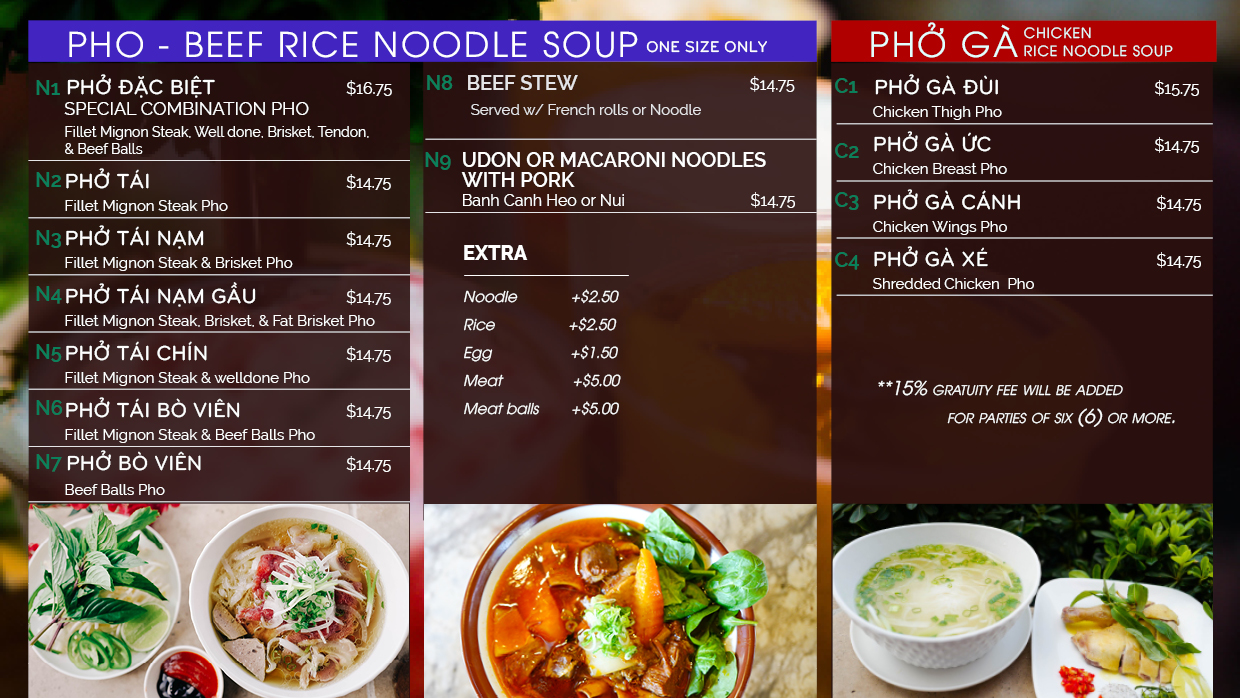 PHO - BEEF RICE NOODLE SOUP ONE SIZE ONLY
N1 PHỞ ĐẶC BIỆT $16.75
SPECIAL COMBINATION PHO
Fillet Mignon Steak, Well done, Brisket, Tendon,
& Beef Balls
N2 PHỞ TÁI $14.75
Fillet Mignon Steak Pho
N3 PHỞ TÁI NẠM $14.75
Fillet Mignon Steak & Brisket Pho
N4 PHỞ TÁI NẠM GẦU $14.75
Fillet Mignon Steak, Brisket, & Fat Brisket Pho
N5 PHỞ TÁI CHÍN $14.75
Fillet Mignon Steak & welldone Pho
N6 PHỞ TÁI BÒ VIÊN $14.75
Fillet Mignon Steak & Beef Balls Pho
N7 PHỞ BÒ VIÊN $14.75
Beef Balls Pho
N8 BEEF STEW $14.75
Served w/ French rolls or Noodle
N9 UDON OR MACARONI NOODLES
WITH PORK
Banh Canh Heo or Nui $14.75
EXTRA
Noodle +$2.50
Rice +$2.50
Egg +$1.50
Meat +$5.00
Meat balls +$5.00
PHỞ GÀ CHICKEN
RICE NOODLE SOUP
C1 PHỞ GÀ ĐÙI $15.75
Chicken Thigh Pho
C2 PHỞ GÀ ỨC $14.75
Chicken Breast Pho
C3 PHỞ GÀ CÁNH $14.75
Chicken Wings Pho
C4 PHỞ GÀ XÉ $14.75
Shredded Chicken Pho
**15% GRATUITY FEE WILL BE ADDED
FOR PARTIES OF SIX (6) OR MORE.